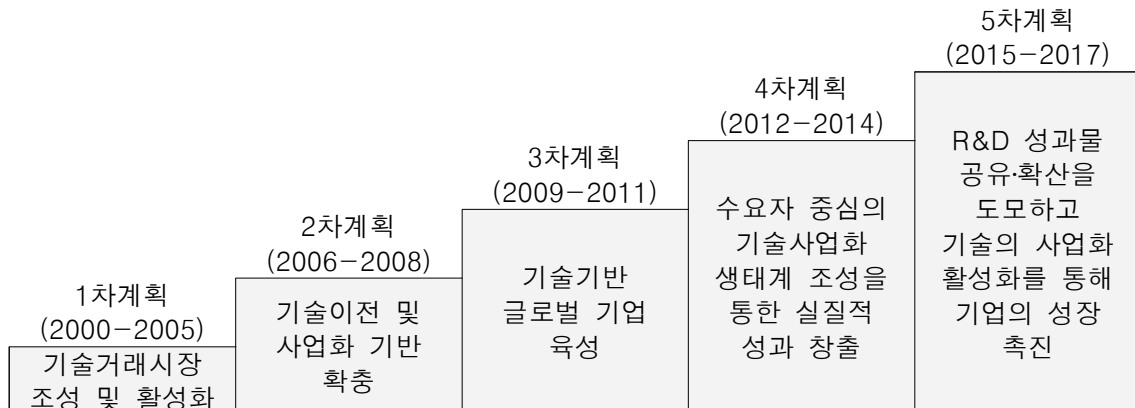 1차계획
(2000-2005)
기술거래시장
조성 및 활성화
2차계획
(2006-2008)
기술이전 및
사업화 기반
확충
3차계획
(2009-2011)
기술기반
글로벌 기업
육성
4차계획
(2012-2014)
수요자 중심의
기술사업화
생태계 조성을
통한 실질적
성과 창출
5차계획
(2015-2017)
R&D 성과물
공유·확산을
도모하고
기술의 사업화
활성화를 통해
기업의 성장
촉진